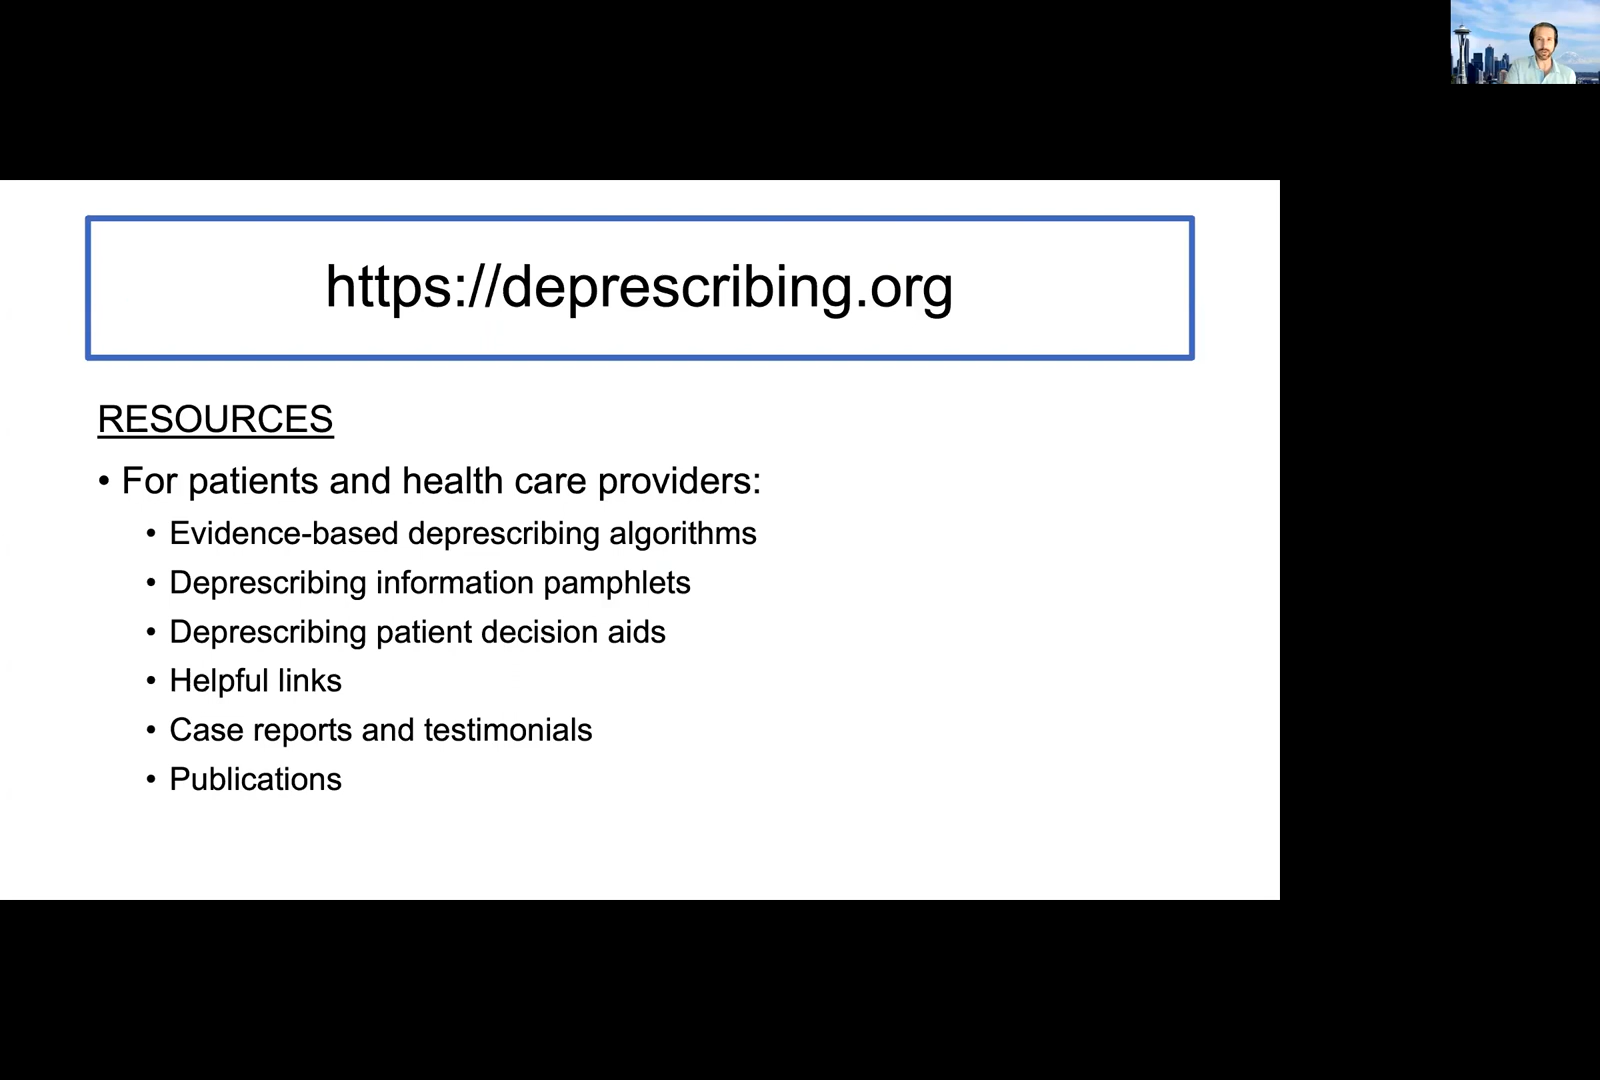 https://deprescribing.org
RESOURCES
• For patients and health care providers:
• Evidence-based deprescribing algorithms
• Deprescribing information pamphlets
• Deprescribing patient decision aids
• Helpful links
• Case reports and testimonials
• Publications